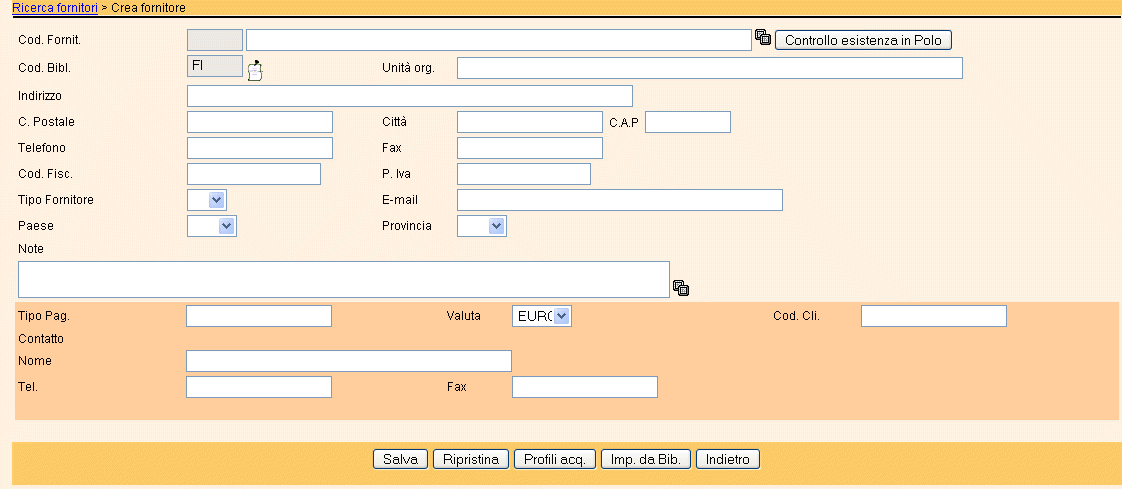 Ricerca fornitori > Crea fornitore
Cod. Fornit. Controllo esistenza in Polo
Cod. Bibl. FI Unità org.
Indirizzo
C. Postale Città C.A.P
Telefono Fax
Cod. Fisc. P. Iva
Tipo Fornitore E-mail
Paese Provincia
Note
Tipo Pag. Valuta EURO Cod. Cli.
Contatto
Nome
Tel. Fax
Salva Ripristina Profili acq. Imp. da Bib. Indietro